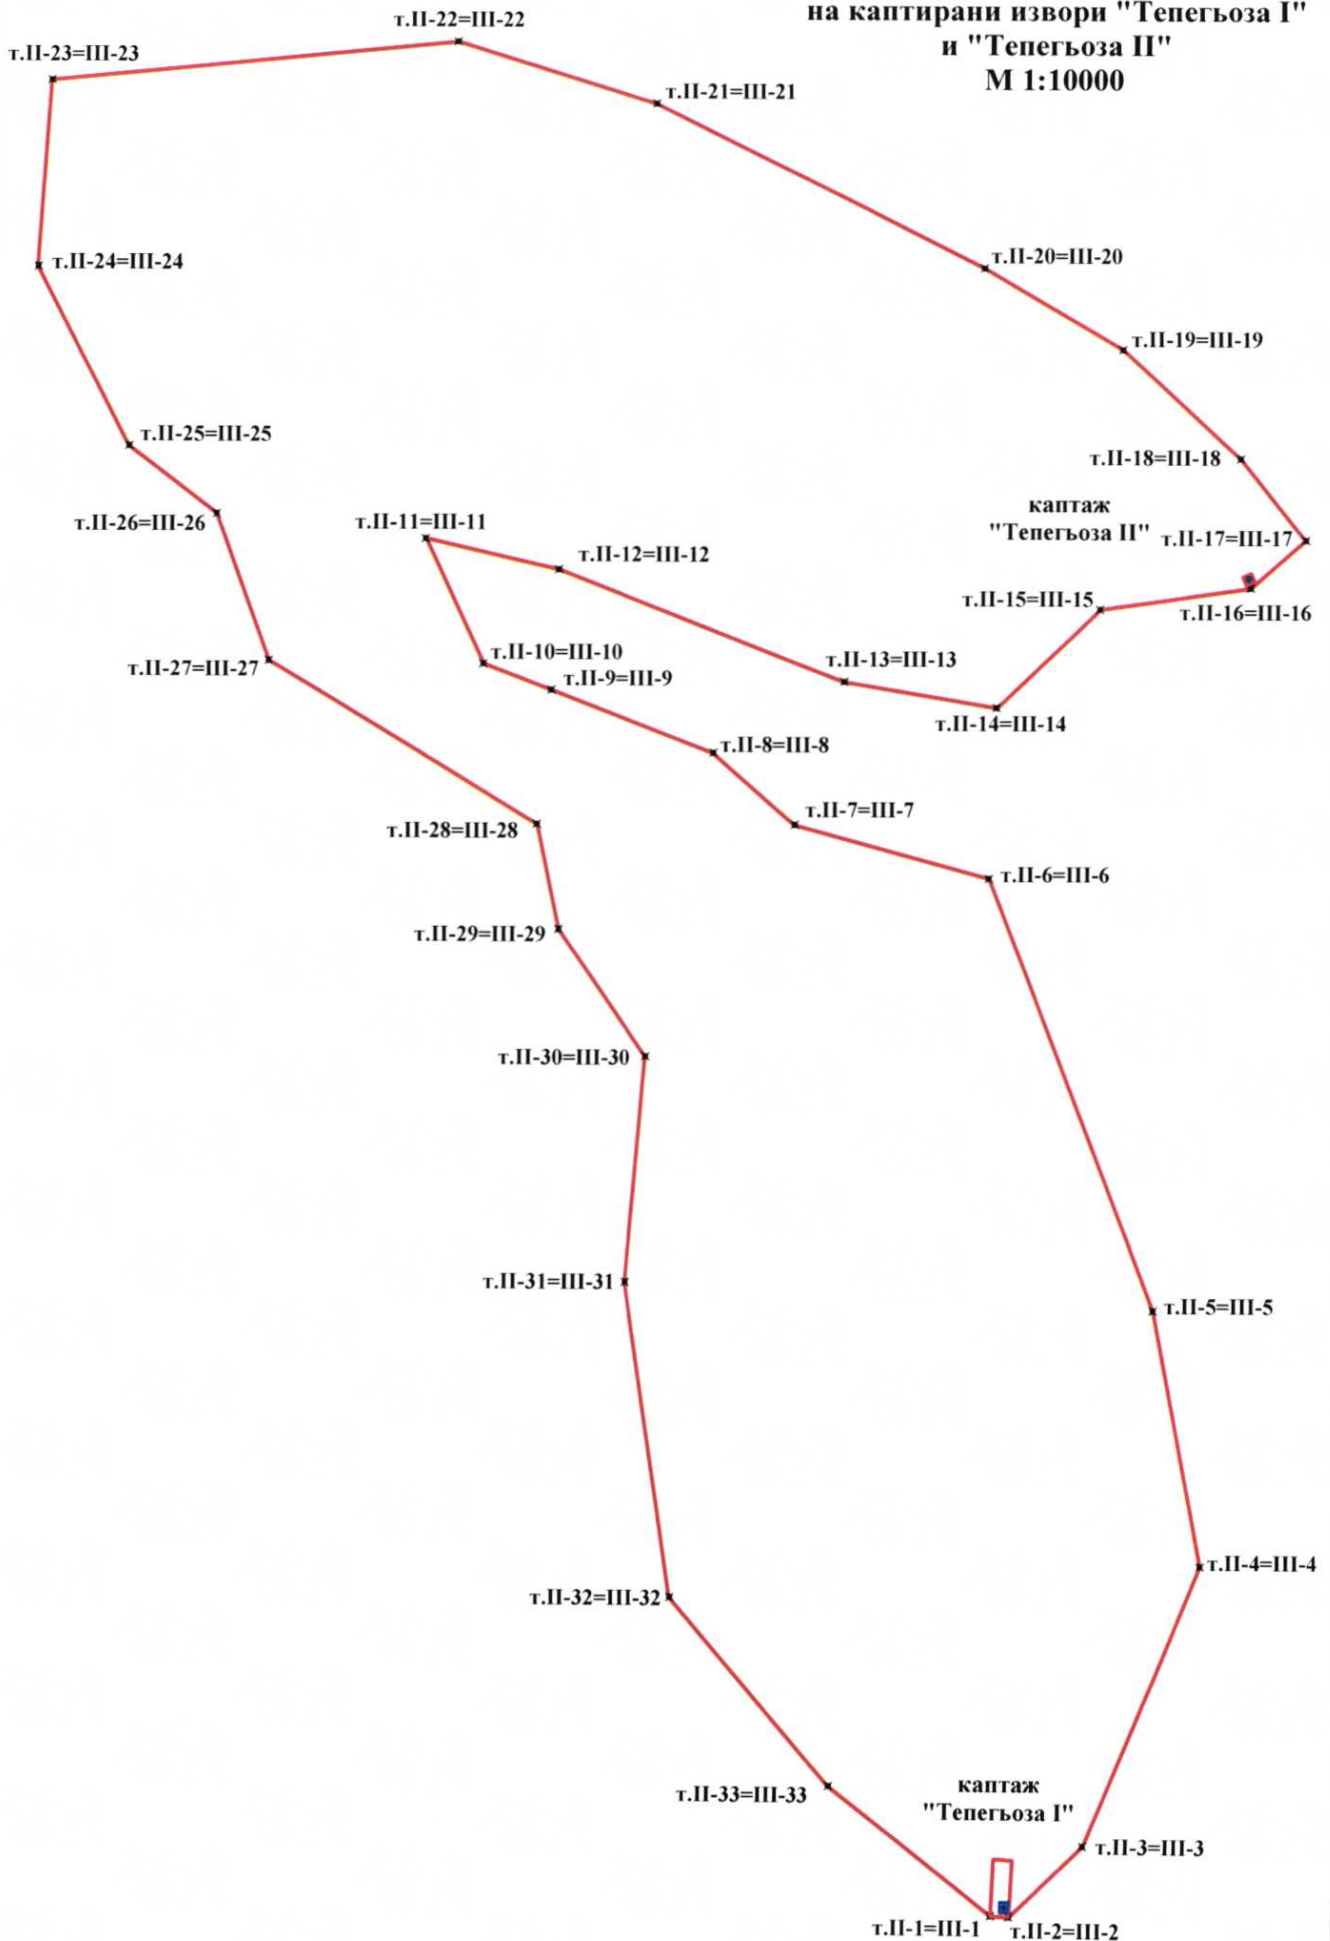 на каптирани извори "Тепегьоза I"
и "Тепегьоза II"
М 1:10000
т.II-22=III-22
т.II-23=III-23
т.II-21=III-21
т.II-24=III-24
т.II-20=III-20
т.II-19=III-19
т.II-25=III-25
т.II-18=III-18
каптаж
"Тепегьоза II"
т.II-17=III-17
т.II-26=III-26
т.II-11=III-11
т.II-12=III-12
т.II-15=III-15
т.II-16=III-16
т.II-10=III-10
т.II-13=III-13
т.II-27=III-27
т.II-9=III-9
т.II-14=III-14
т.II-8=III-8
т.II-7=III-7
т.II-28=III-28
т.II-6=III-6
т.II-29=III-29
т.II-30=III-30
т.II-31=III-31
т.II-5=III-5
т.II-4=III-4
т.II-32=III-32
каптаж
"Тепегьоза I"
т.II-33=III-33
т.II-3=III-3
т.II-1=III-1
т.II-2=III-2